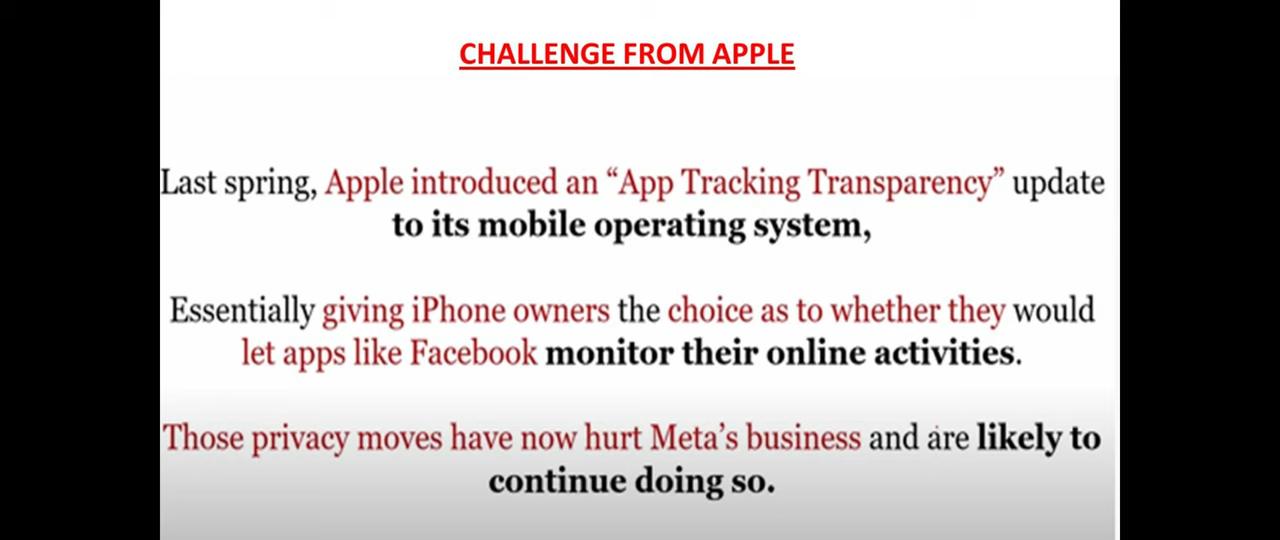 CHALLENGE FROM APPLE
Last spring, Apple introduced an “App Tracking Transparency” update
to its mobile operating system,
Essentially giving iPhone owners the choice as to whether they would
let apps like Facebook monitor their online activities.
Those privacy moves have now hurt Meta’s business and are likely to
continue doing so.